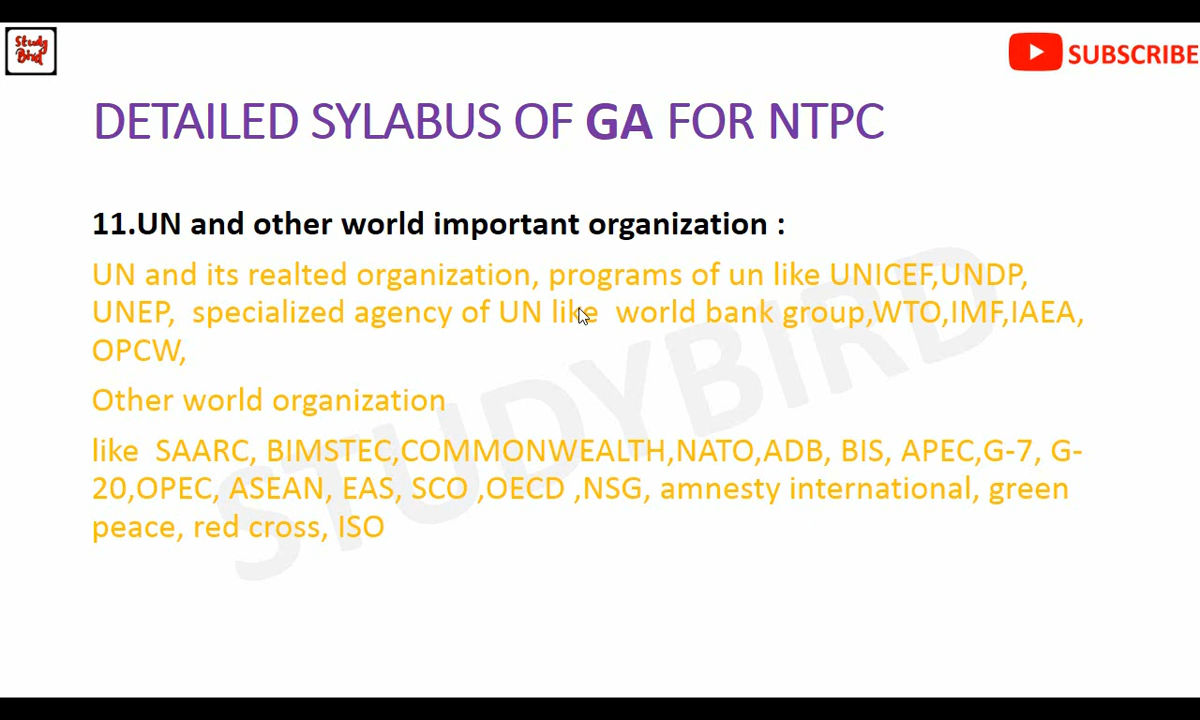 Study
Bird
SUBSCRIBE
DETAILED SYLABUS OF GA FOR NTPC
11.UN and other world important organization :
UN and its realted organization, programs of un like UNICEF,UNDP,
UNEP, specialized agency of UN like world bank group,WTO,IMF,IAEA,
OPCW,
Other world organization
like SAARC, BIMSTEC,COMMONWEALTH,NATO,ADB, BIS, APEC,G-7, G-
20,OPEC, ASEAN, EAS, SCO ,OECD ,NSG, amnesty international, green
peace, red cross, ISO
STUDYBIRD